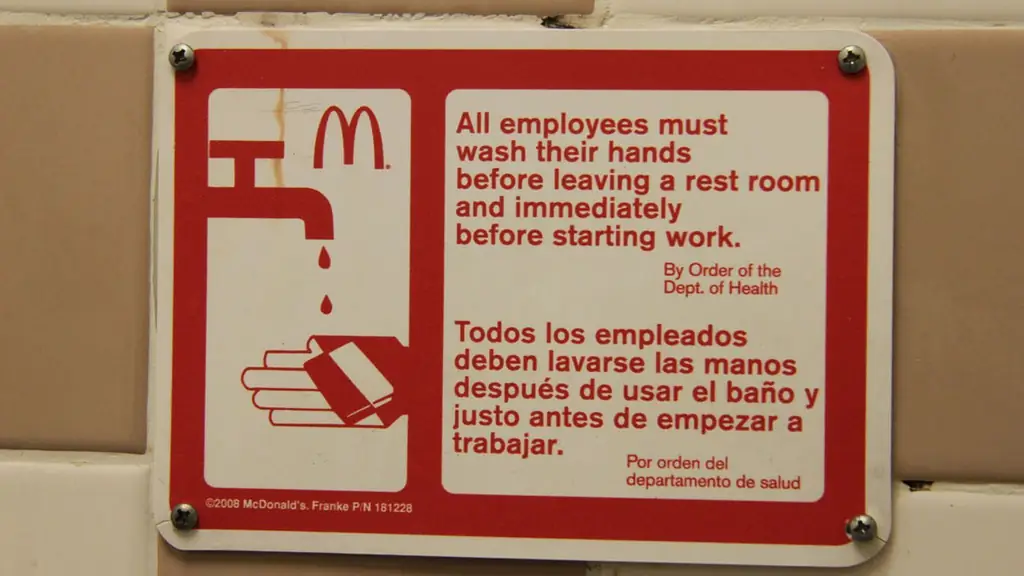 All employees must
wash their hands
before leaving a rest room
and immediately
before starting work.
By Order of the
Dept. of Health
Todos los empleados
deben lavarse las manos
después de usar el baño y
justo antes de empezar a
trabajar.
Por orden del
departamento de salud
©2008 McDonald's. Franke P/N 181228